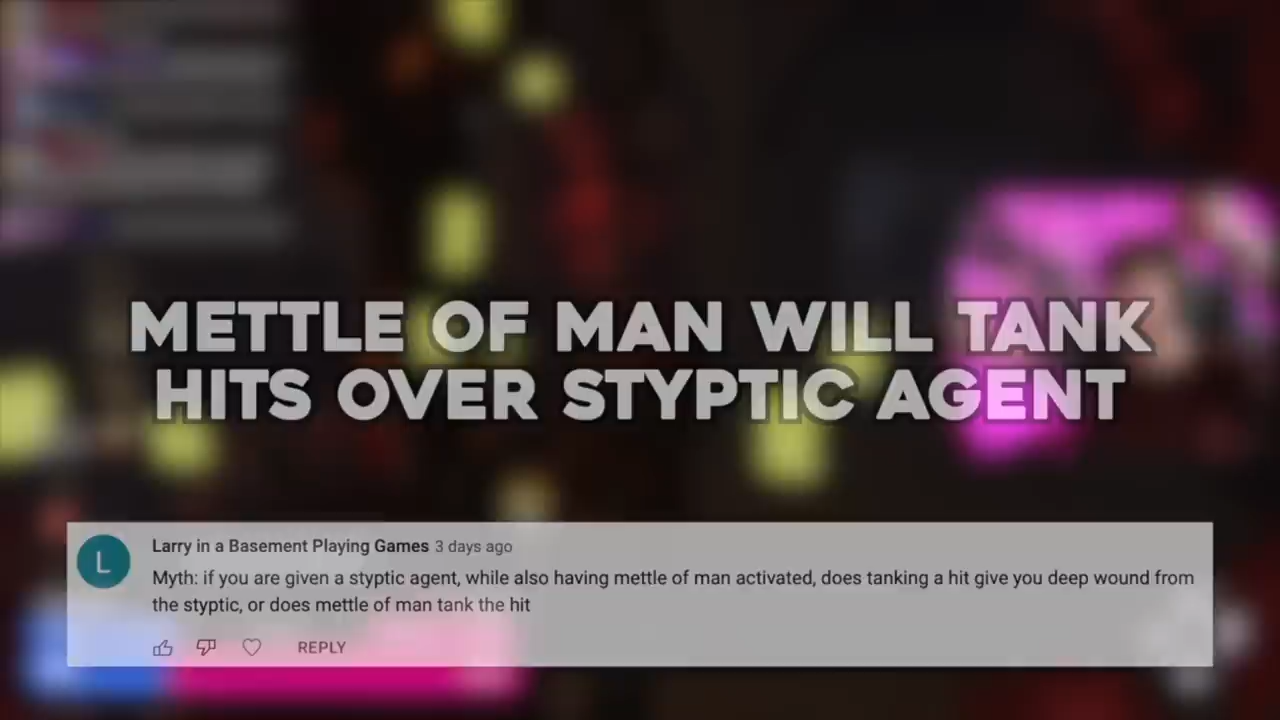 METTLE OF MAN WILL TANK
HITS OVER STYPTIC AGENT
L
Larry in a Basement Playing Games 3 days ago
Myth: if you are given a styptic agent, while also having mettle of man activated, does tanking a hit give you deep wound from
the styptic, or does mettle of man tank the hit
REPLY